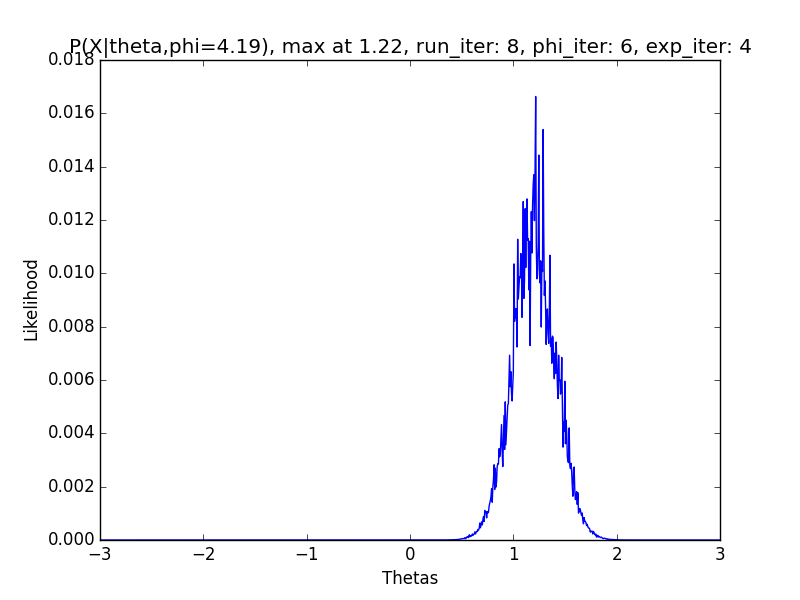 P(X|theta,phi=4.19), max at 1.22, run_iter: 8, phi_iter: 6, exp_iter: 4
0.018
0.016
0.014
0.012
0.010
0.008
0.006
0.004
0.002
0.000
Likelihood
−3 −2 −1 0 1 2 3
Thetas